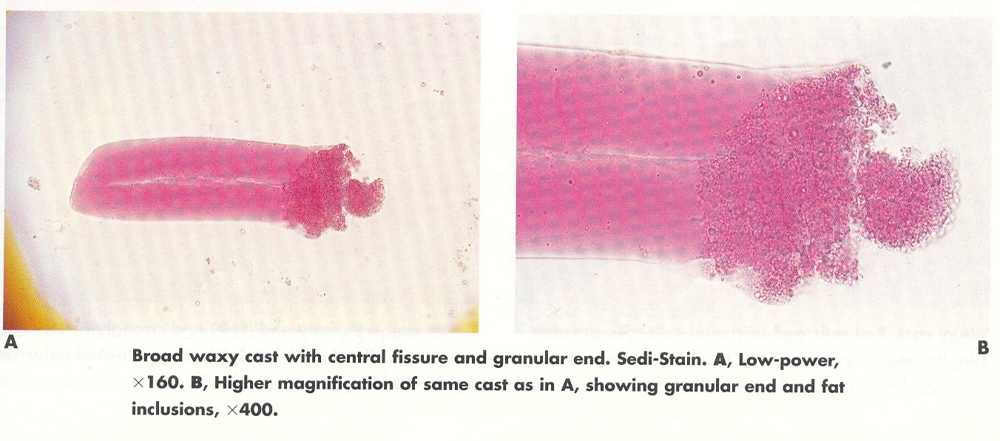 A
B
Broad waxy cast with central fissure and granular end. Sedi-Stain. A, Low-power,
×160. B, Higher magnification of same cast as in A, showing granular end and fat
inclusions, ×400.